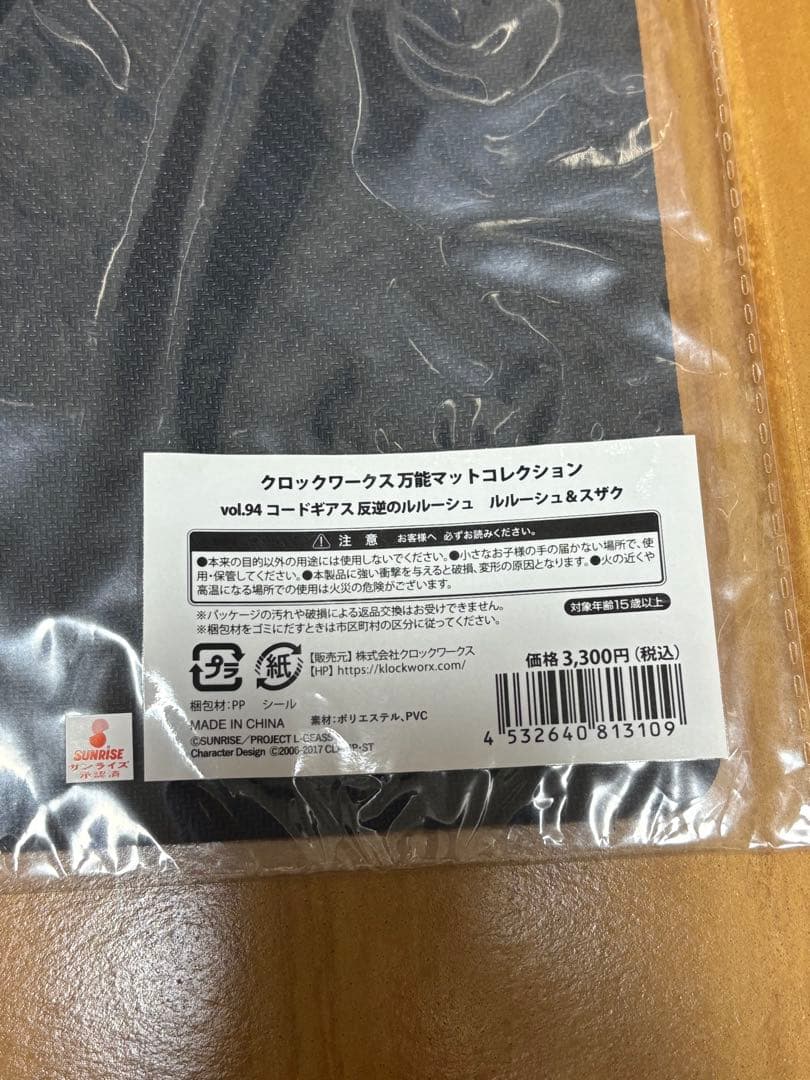 クロックワークス 万能マットコレクション
vol.94 コードギアス 反逆のルルーシュ ルルーシュ＆スザク
注 意 お客様へ 必ずお読みください。
●本来の目的以外の用途には使用しないでください。●小さなお子様の手の届かない場所で、使
用・保管してください。●本製品に強い衝撃を与えると破損、変形の原因となります。●火の近くや
高温になる場所での使用は火災の危険がございます。
※パッケージの汚れや破損による返品交換はお受けできません。
※梱包材をゴミにだすときは市区町村の区分に従ってください。
対象年齢15歳以上
プラ
紙
【販売元】株式会社クロックワークス
【HP】https://klockworx.com/
梱包材：PP シール
価格 3,300円（税込）
MADE IN CHINA 素材：ポリエステル、PVC
©SUNRISE／PROJECT L-GEASS
Character Design ©2006-2017 CLAMP・ST
4 532640 813109
SUNRISE
サンライズ
承認済